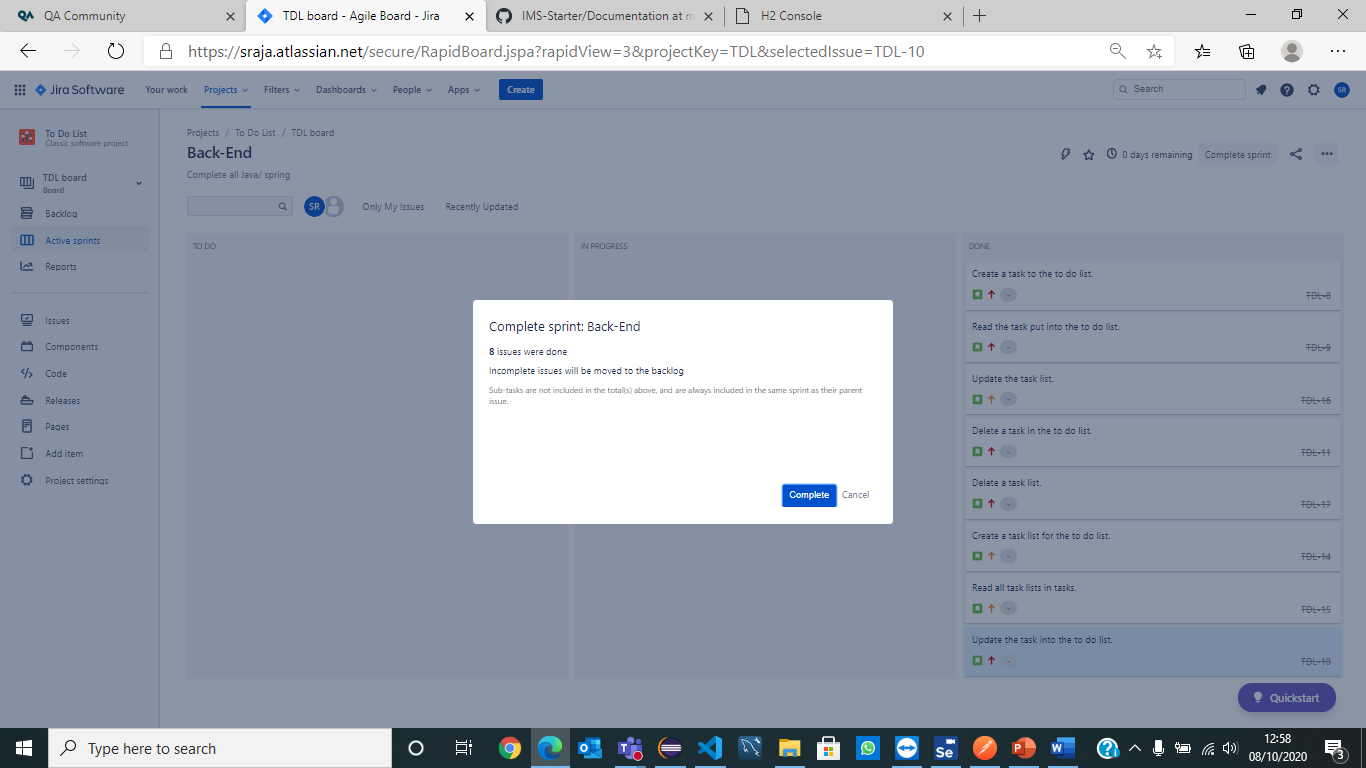 QA QA Community
TDL board - Agile Board - Jira
IMS-Starter/Documentation at m
H2 Console
https://sraja.atlassian.net/secure/RapidBoard.jspa?rapidView=3&projectKey=TDL&selectedIssue=TDL-10
Jira Software
Your work
Projects
Filters
Dashboards
People
Apps
Create
Search
SR
To Do List
Classic software project
TDL board
Board
Backlog
Active sprints
Reports
Issues
Components
Code
Releases
Pages
Add item
Project settings
Projects / To Do List / TDL board
Back-End
0 days remaining
Complete sprint
Complete all Java/ spring
SR
Only My Issues
Recently Updated
TO DO
IN PROGRESS
DONE
Create a task to the to do list.
- TDL-8
Read the task put into the to do list.
- TDL-9
Update the task list.
- TDL-16
Delete a task in the to do list.
- TDL-11
Delete a task list.
- TDL-17
Create a task list for the to do list.
- TDL-14
Read all task lists in tasks.
- TDL-15
Update the task into the to do list.
- TDL-10
Complete sprint: Back-End
8 issues were done
Incomplete issues will be moved to the backlog
Sub-tasks are not included in the total(s) above, and are always included in the same sprint as their parent
issue.
Complete
Cancel
Quickstart
Type here to search
Se
12:58
08/10/2020
3